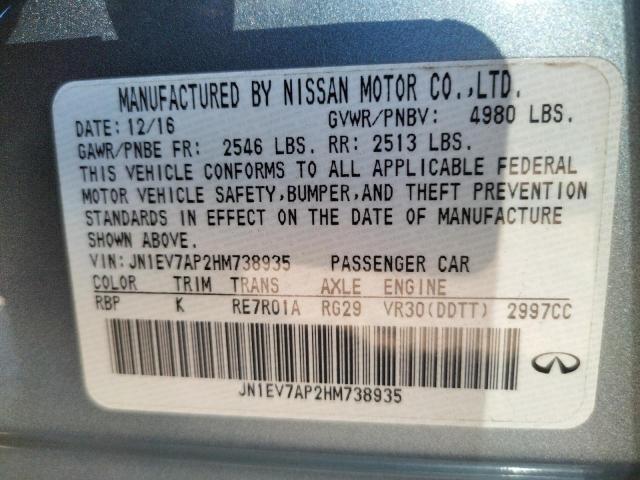 MANUFACTURED BY NISSAN MOTOR CO.,LTD.
DATE: 12/16 GVWR/PNBV: 4980 LBS.
GAWR/PNBE FR: 2546 LBS. RR: 2513 LBS.
THIS VEHICLE CONFORMS TO ALL APPLICABLE FEDERAL
MOTOR VEHICLE SAFETY,BUMPER,AND THEFT PREVENTION
STANDARDS IN EFFECT ON THE DATE OF MANUFACTURE
SHOWN ABOVE.
VIN:JN1EV7AP2HM738935 PASSENGER CAR
COLOR TRIM TRANS AXLE ENGINE
RBP K RE7R01A RG29 VR30(DDTT) 2997CC
JN1EV7AP2HM738935